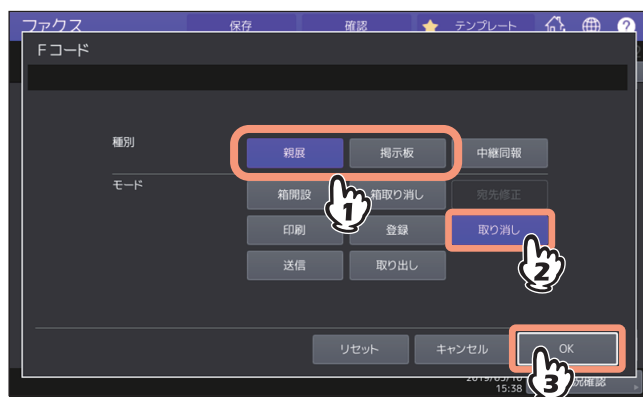 ファクス 保存 確認 テンプレート ?
Fコード
種別 親展 掲示板 中継同報
モード 箱開設 箱取り消し 宛先修正
1
印刷 登録 取り消し
2
送信 取り出し
リセット キャンセル OK
3
15:38 況確認